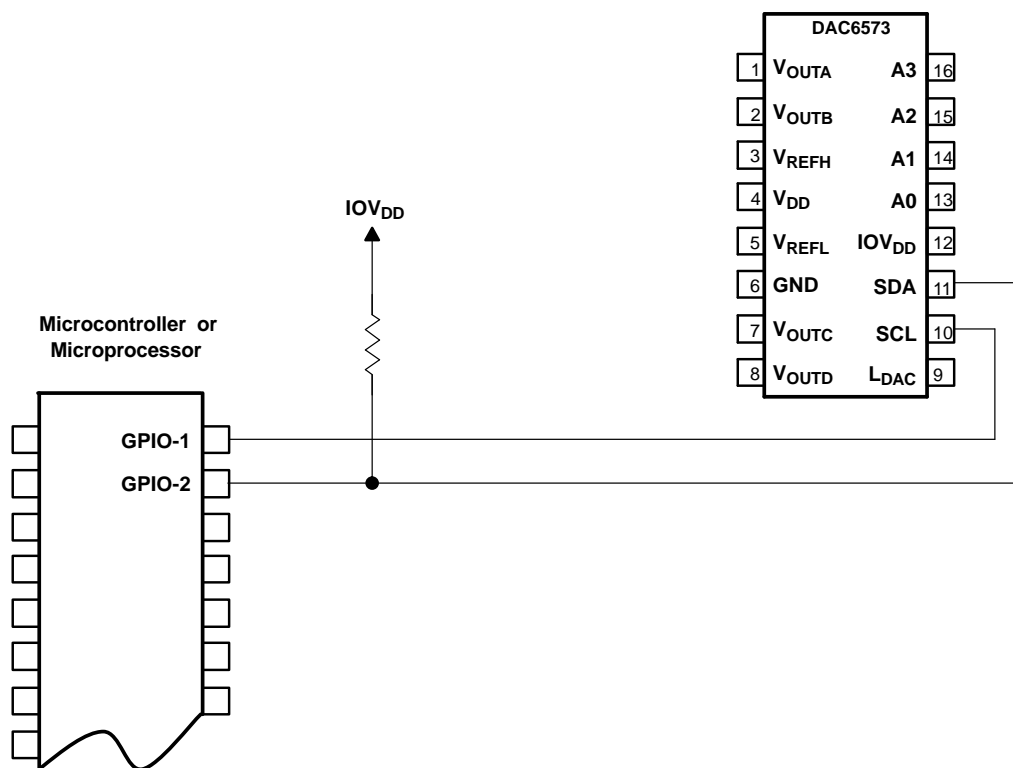 DAC6573
1 VOUTA A3 16
2 VOUTB A2 15
3 VREFH A1 14
4 VDD A0 13
5 VREFL IOVDD 12
6 GND SDA 11
7 VOUTC SCL 10
8 VOUTD LDAC 9
IOVDD
Microcontroller or
Microprocessor
GPIO-1
GPIO-2